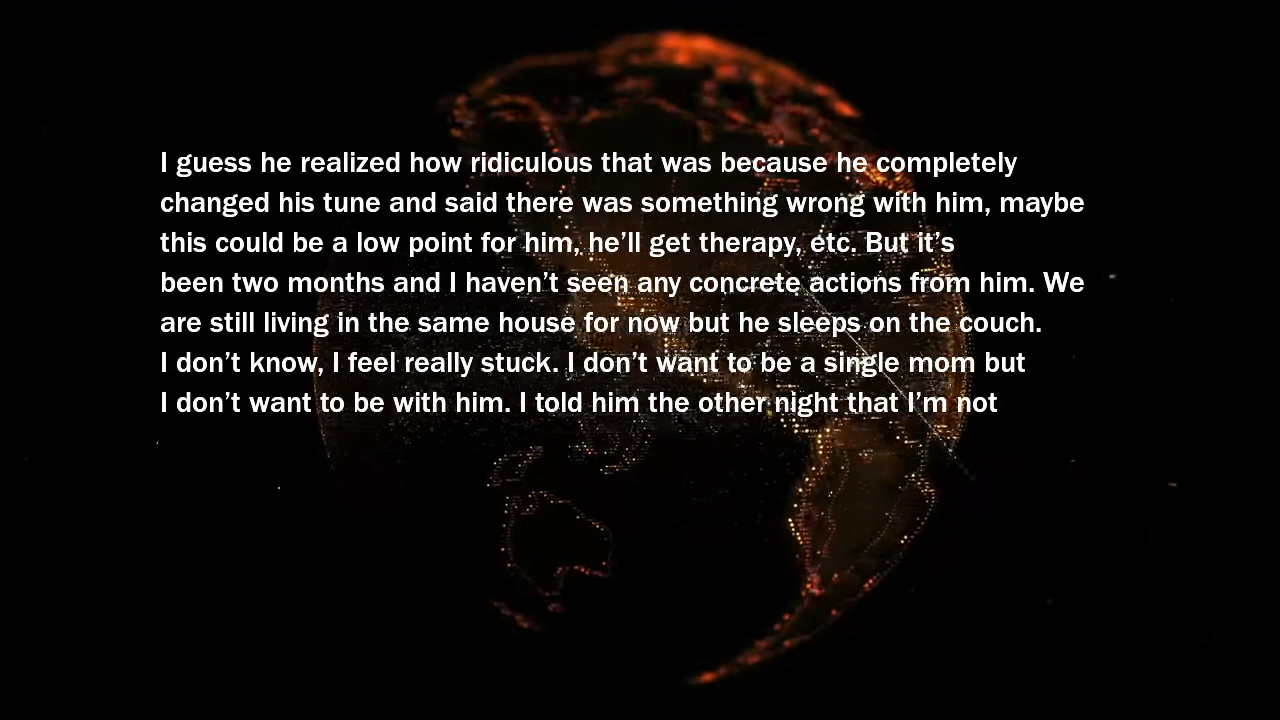 I guess he realized how ridiculous that was because he completely
changed his tune and said there was something wrong with him, maybe
this could be a low point for him, he’ll get therapy, etc. But it’s
been two months and I haven’t seen any concrete actions from him. We
are still living in the same house for now but he sleeps on the couch.
I don’t know, I feel really stuck. I don’t want to be a single mom but
I don’t want to be with him. I told him the other night that I’m not